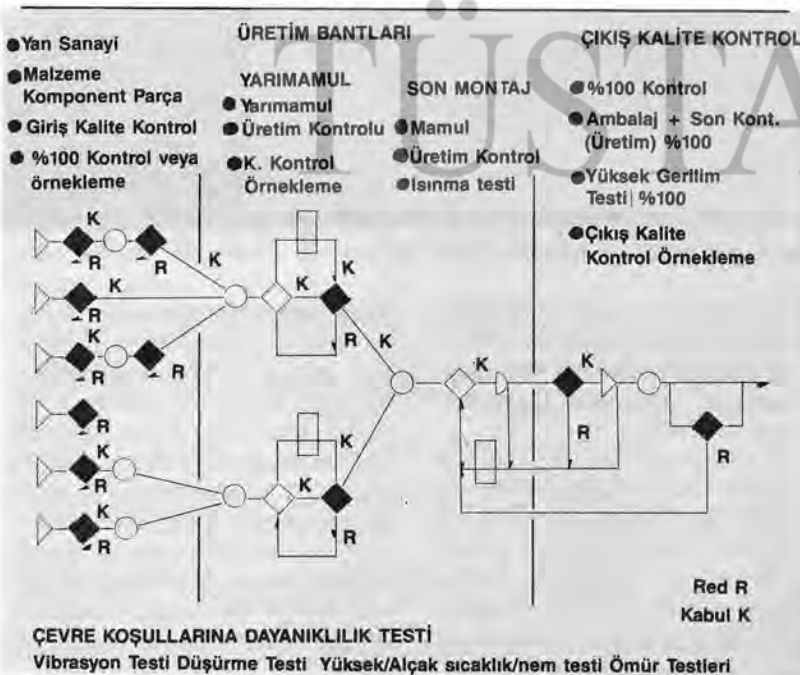 TÜSTA
Yan Sanayi
Malzeme
Komponent Parça
Giriş Kalite Kontrol
%100 Kontrol veya
örnekleme
ÜRETİM BANTLARI
YARIMAMUL
Yarımamul
Üretim Kontrolu
K. Kontrol
Örnekleme
SON MONTAJ
Mamul
Üretim Kontrol
Isınma testi
ÇIKIŞ KALİTE KONTROL
%100 Kontrol
Ambalaj + Son Kont.
(Üretim) %100
Yüksek Gerilim
Testi %100
Çıkış Kalite
Kontrol Örnekleme
K
R
R
K
K
R
K
R
R
R
K
R
K
R
K
K
R
K
K
K
R
K
K
R
R
Red R
Kabul K
ÇEVRE KOŞULLARINA DAYANIKLILIK TESTİ
Vibrasyon Testi Düşürme Testi Yüksek/Alçak sıcaklık/nem testi Ömür Testleri